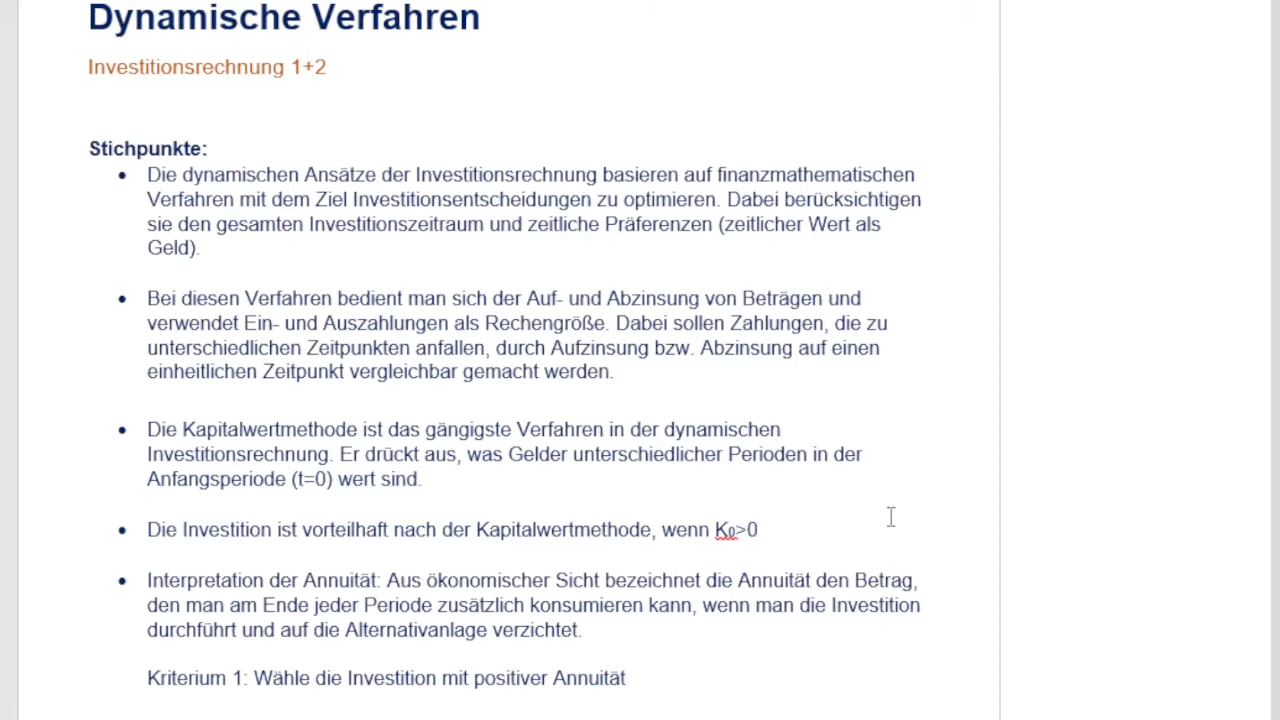 Dynamische Verfahren
Investitionsrechnung 1+2
Stichpunkte:
• Die dynamischen Ansätze der Investitionsrechnung basieren auf finanzmathematischen
Verfahren mit dem Ziel Investitionsentscheidungen zu optimieren. Dabei berücksichtigen
sie den gesamten Investitionszeitraum und zeitliche Präferenzen (zeitlicher Wert als
Geld).
• Bei diesen Verfahren bedient man sich der Auf- und Abzinsung von Beträgen und
verwendet Ein- und Auszahlungen als Rechengröße. Dabei sollen Zahlungen, die zu
unterschiedlichen Zeitpunkten anfallen, durch Aufzinsung bzw. Abzinsung auf einen
einheitlichen Zeitpunkt vergleichbar gemacht werden.
• Die Kapitalwertmethode ist das gängigste Verfahren in der dynamischen
Investitionsrechnung. Er drückt aus, was Gelder unterschiedlicher Perioden in der
Anfangsperiode (t=0) wert sind.
• Die Investition ist vorteilhaft nach der Kapitalwertmethode, wenn K₀>0
• Interpretation der Annuität: Aus ökonomischer Sicht bezeichnet die Annuität den Betrag,
den man am Ende jeder Periode zusätzlich konsumieren kann, wenn man die Investition
durchführt und auf die Alternativanlage verzichtet.
Kriterium 1: Wähle die Investition mit positiver Annuität